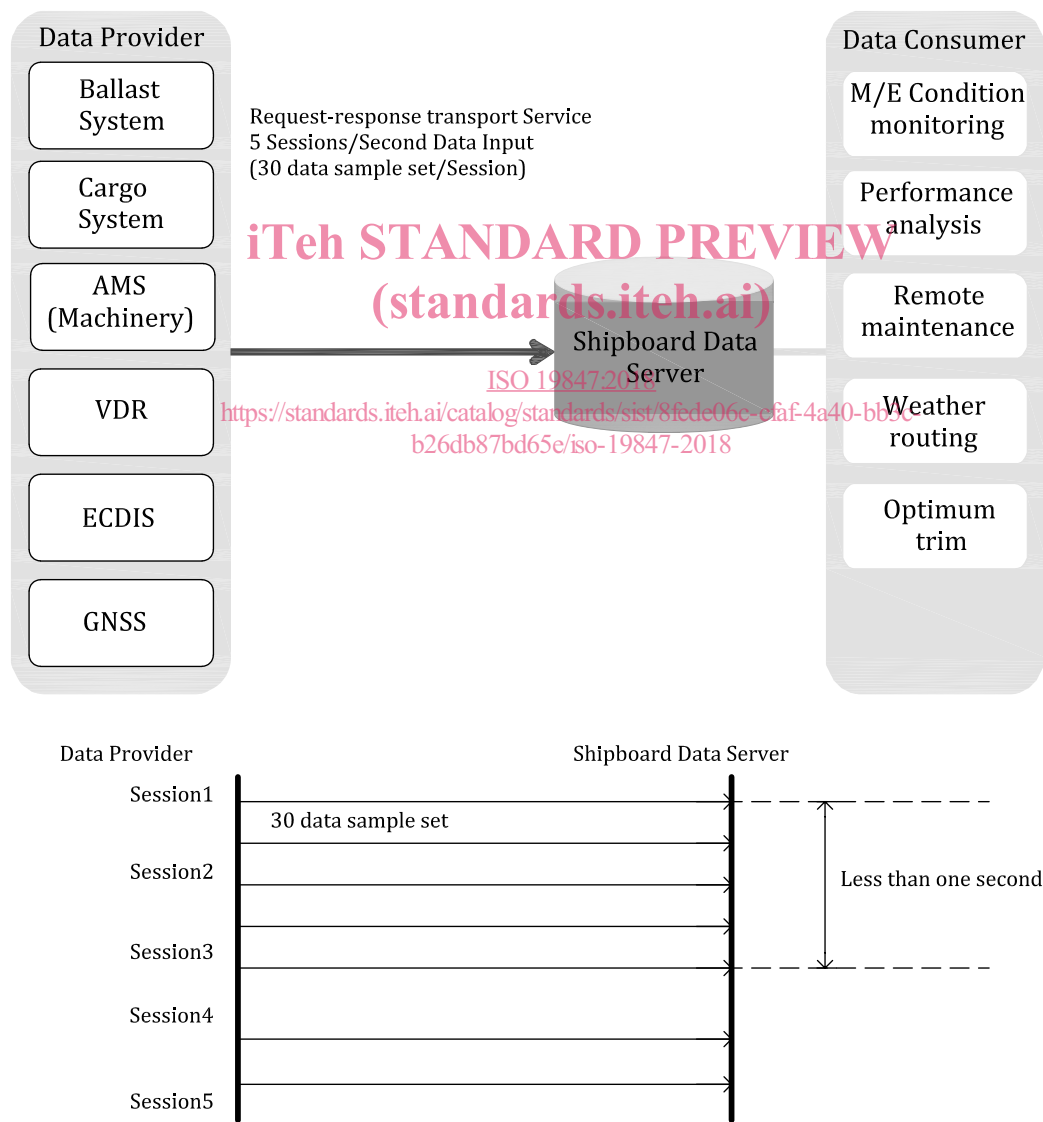 Data Provider
Ballast
System
Cargo
System
AMS
(Machinery)
VDR
ECDIS
GNSS
Request-response transport Service
5 Sessions/Second Data Input
(30 data sample set/Session)
iTeh STANDARD PREVIEW
(standards.iteh.ai)
Shipboard Data
Server
ISO 19847:2018
https://standards.iteh.ai/catalog/standards/sist/8fede06c-cfaf-4a40-bb3c-
b26db87bd65e/iso-19847-2018
Data Consumer
M/E Condition
monitoring
Performance
analysis
Remote
maintenance
Weather
routing
Optimum
trim
Data Provider
Shipboard Data Server
Session1
30 data sample set
Session2
Less than one second
Session3
Session4
Session5